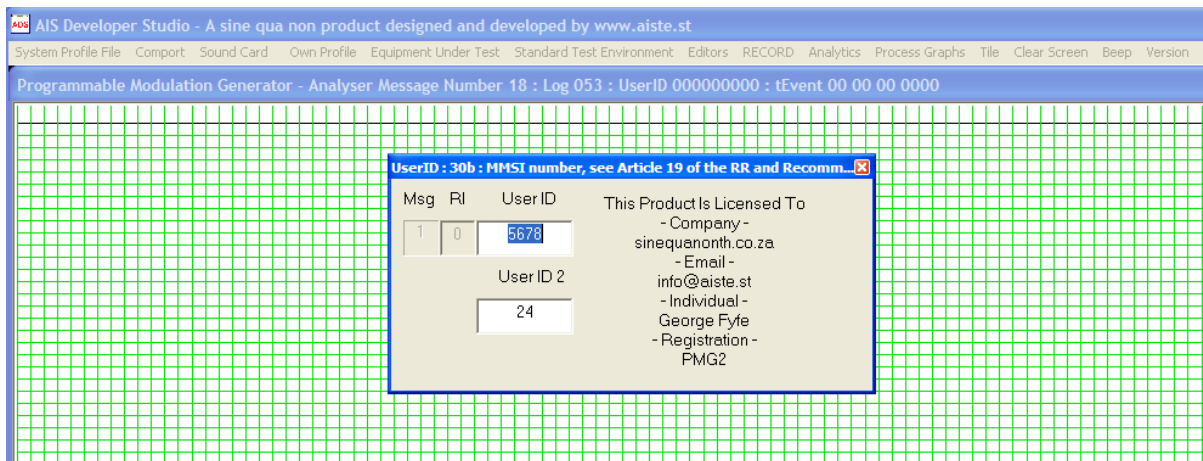 ADS AIS Developer Studio - A sine qua non product designed and developed by www.aiste.st
System Profile File Comport Sound Card Own Profile Equipment Under Test Standard Test Environment Editors RECORD Analytics Process Graphs Tile Clear Screen Beep Version
Programmable Modulation Generator - Analyser Message Number 18 : Log 053 : UserID 000000000 : tEvent 00 00 00 0000
UserID : 30b : MMSI number, see Article 19 of the RR and Recomm...
Msg RI User ID
1 0 5678
User ID 2
24
This Product Is Licensed To
- Company -
sinequanonth.co.za
- Email -
info@aiste.st
- Individual -
George Fyfe
- Registration -
PMG2